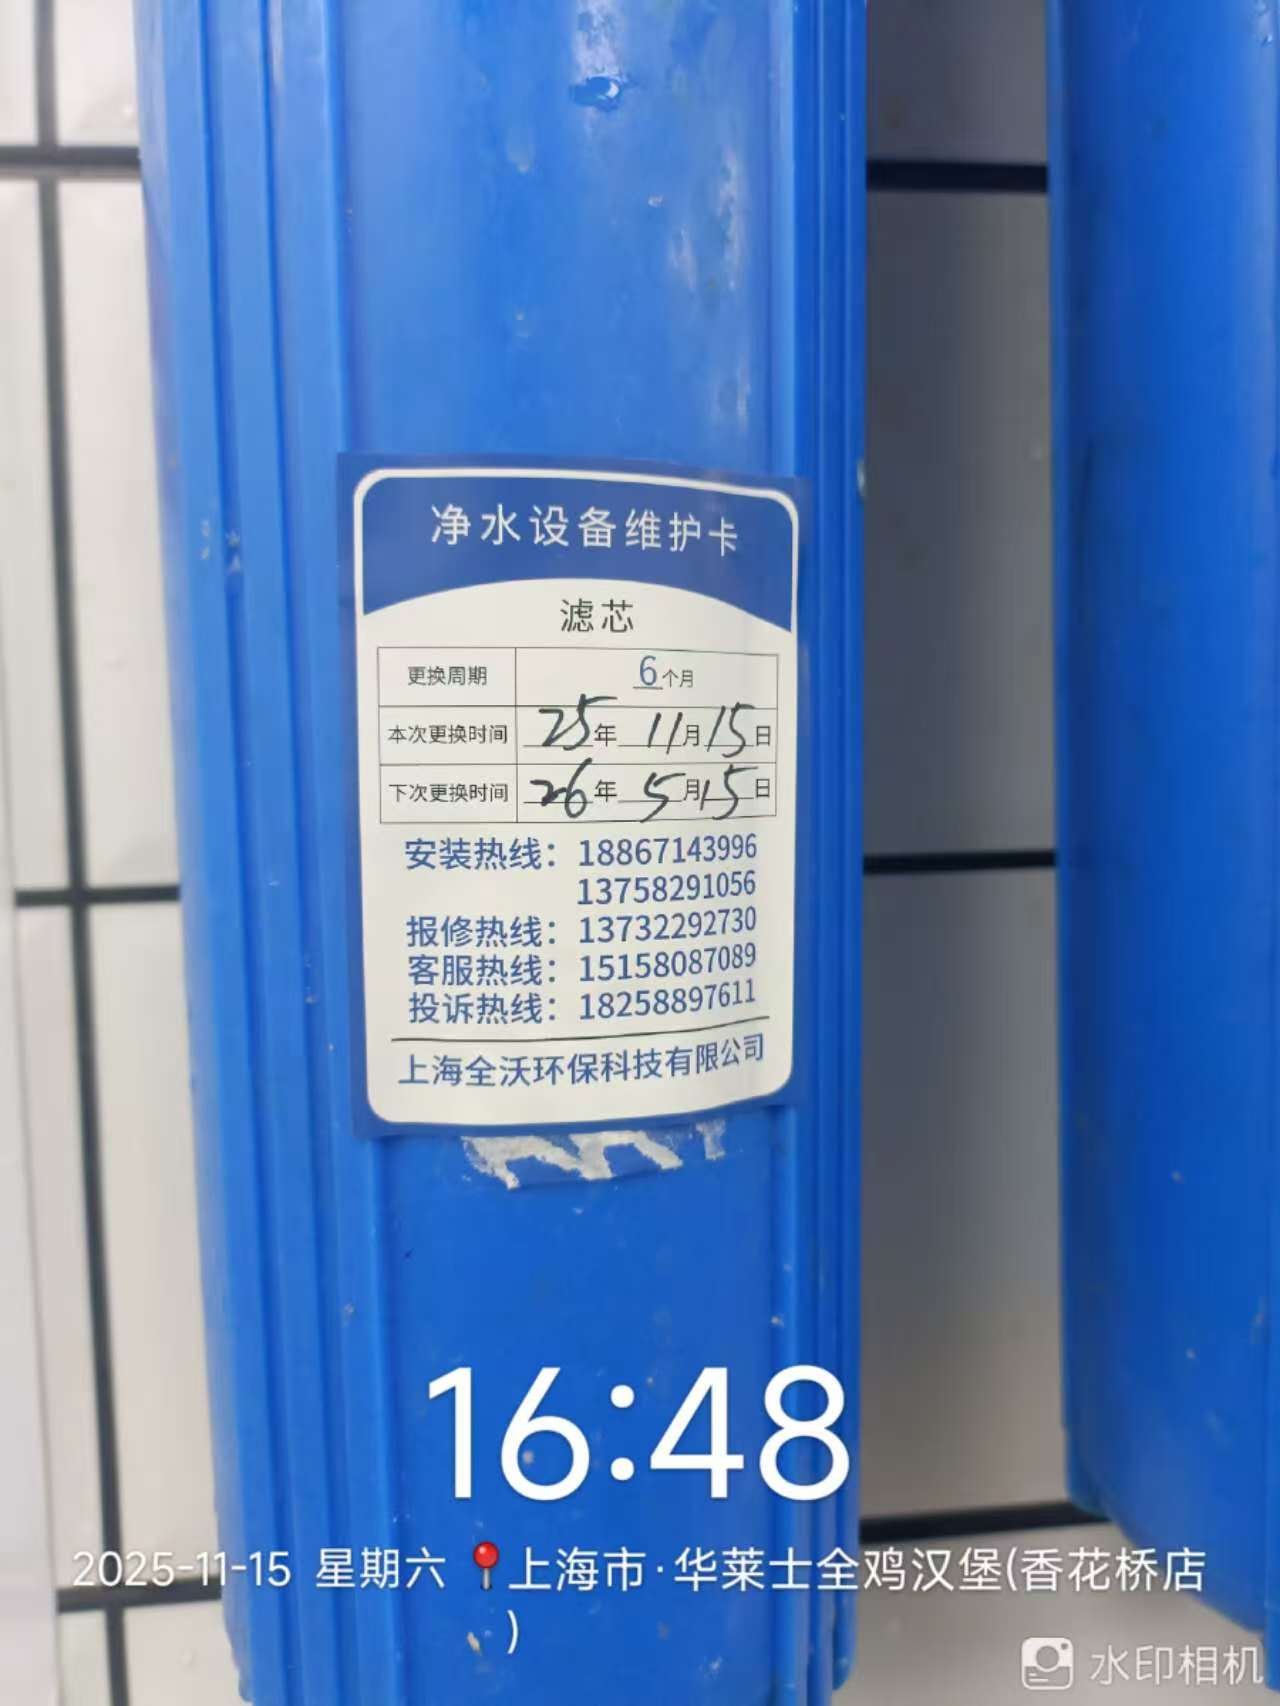 净水设备维护卡
滤芯
更换周期 6个月
本次更换时间 25年11月15日
下次更换时间 26年5月15日
安装热线：18867143996
13758291056
报修热线：13732292730
客服热线：15158087089
投诉热线：18258897611
上海全沃环保科技有限公司
16:48
2025-11-15 星期六 上海市·华莱士全鸡汉堡(香花桥店
)
水印相机